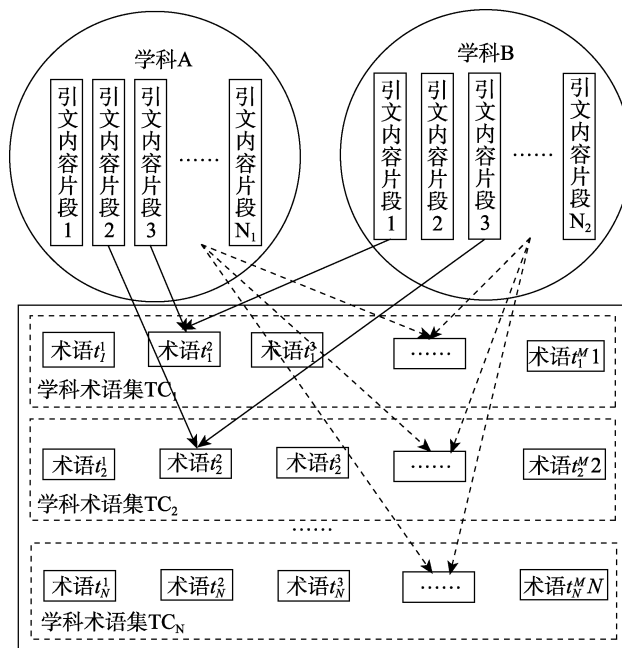 学科A
引文内容片段1
引文内容片段2
引文内容片段3
……
引文内容片段N₁
学科B
引文内容片段1
引文内容片段2
引文内容片段3
……
引文内容片段N₂
术语t₁¹
术语t₁²
术语t₁³
……
术语t₁ᴹ1
学科术语集TC₁
术语t₂¹
术语t₂²
术语t₂³
……
术语t₂ᴹ2
学科术语集TC₂
……
术语t_N¹
术语t_N²
术语t_N³
……
术语t_NᴹN
学科术语集TC_N